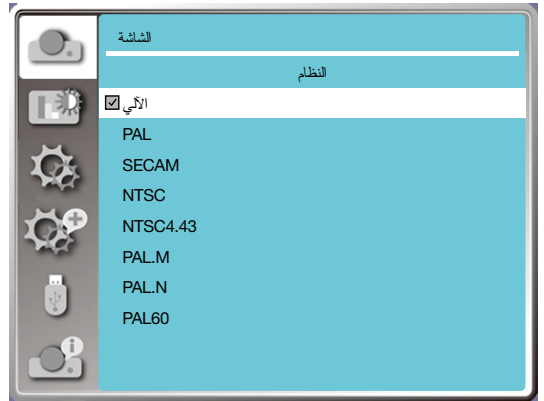 الشاشة
النظام
الآلي
PAL
SECAM
NTSC
NTSC4.43
PAL.M
PAL.N
PAL60